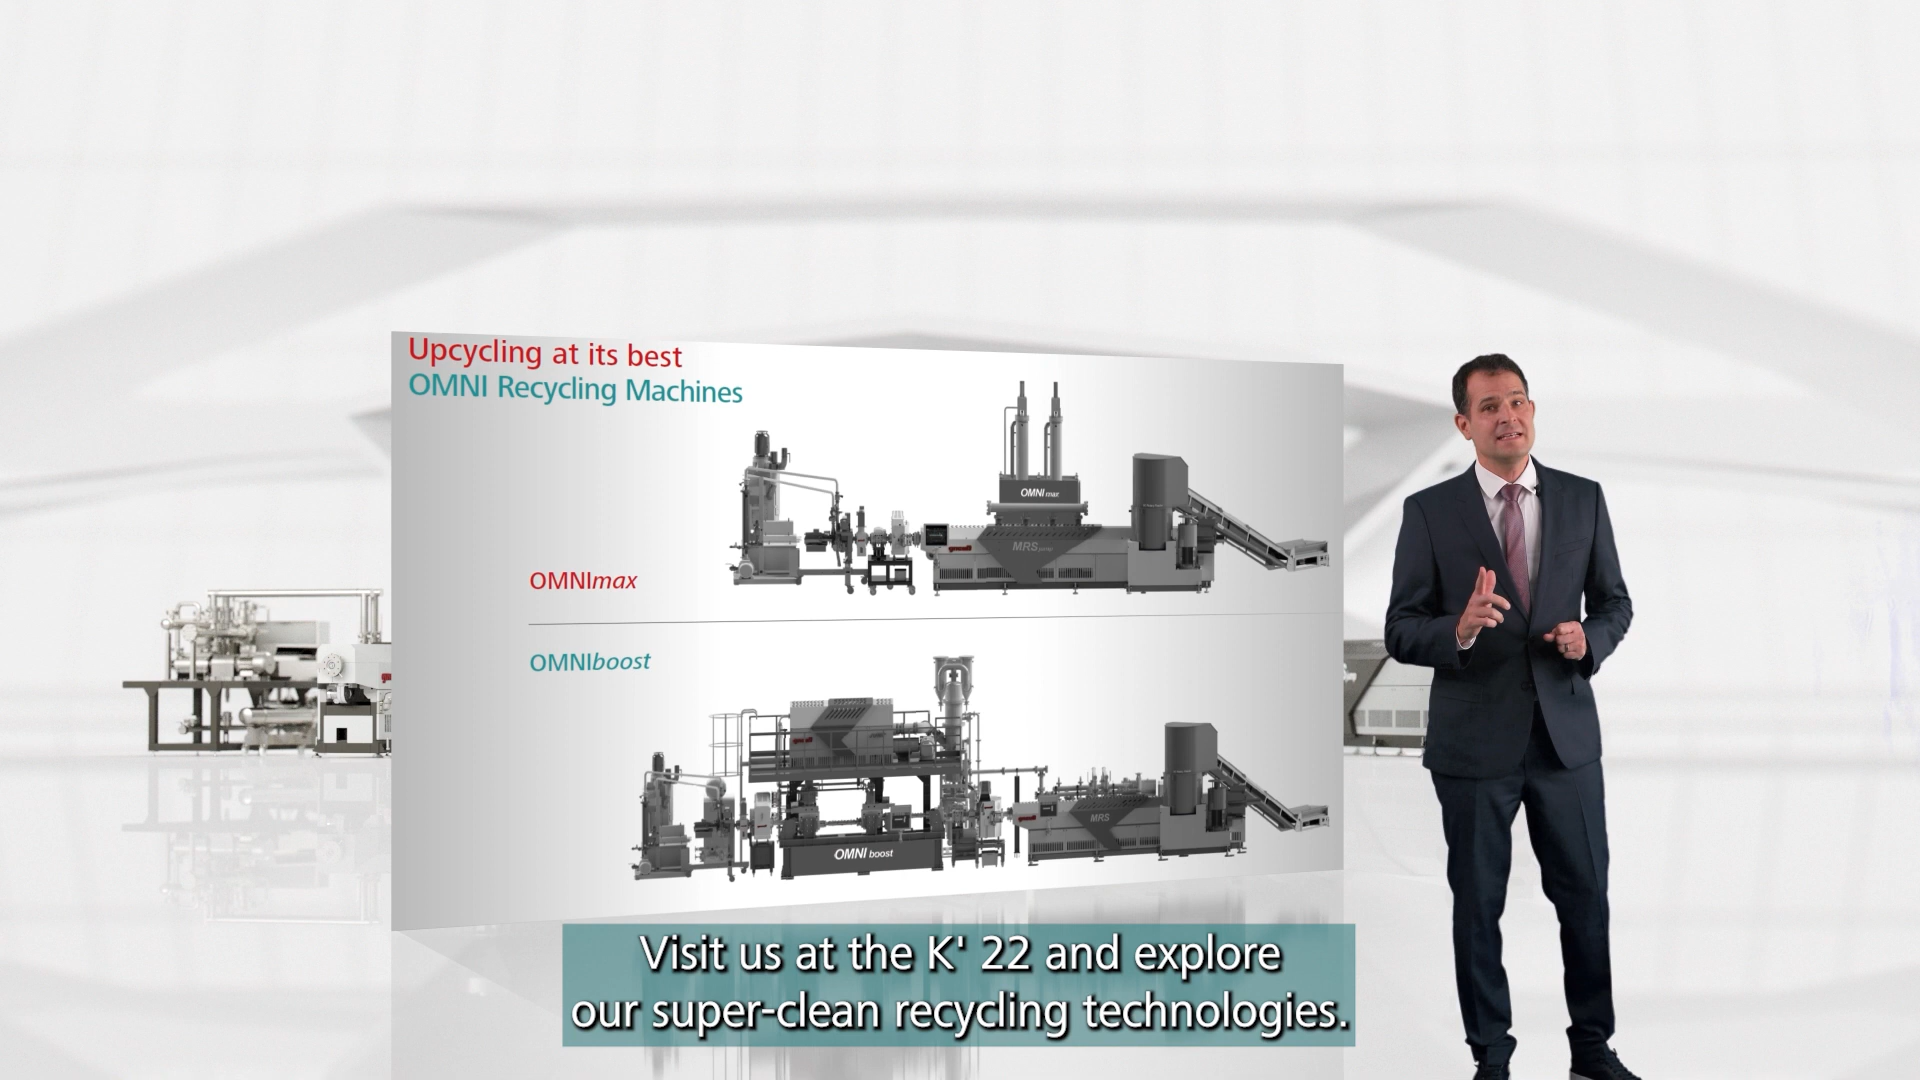 Upcycling at its best
OMNI Recycling Machines
OMNI max
MRS jump
OMNImax
OMNIboost
MRS
OMNI boost
Visit us at the K' 22 and explore
our super-clean recycling technologies.